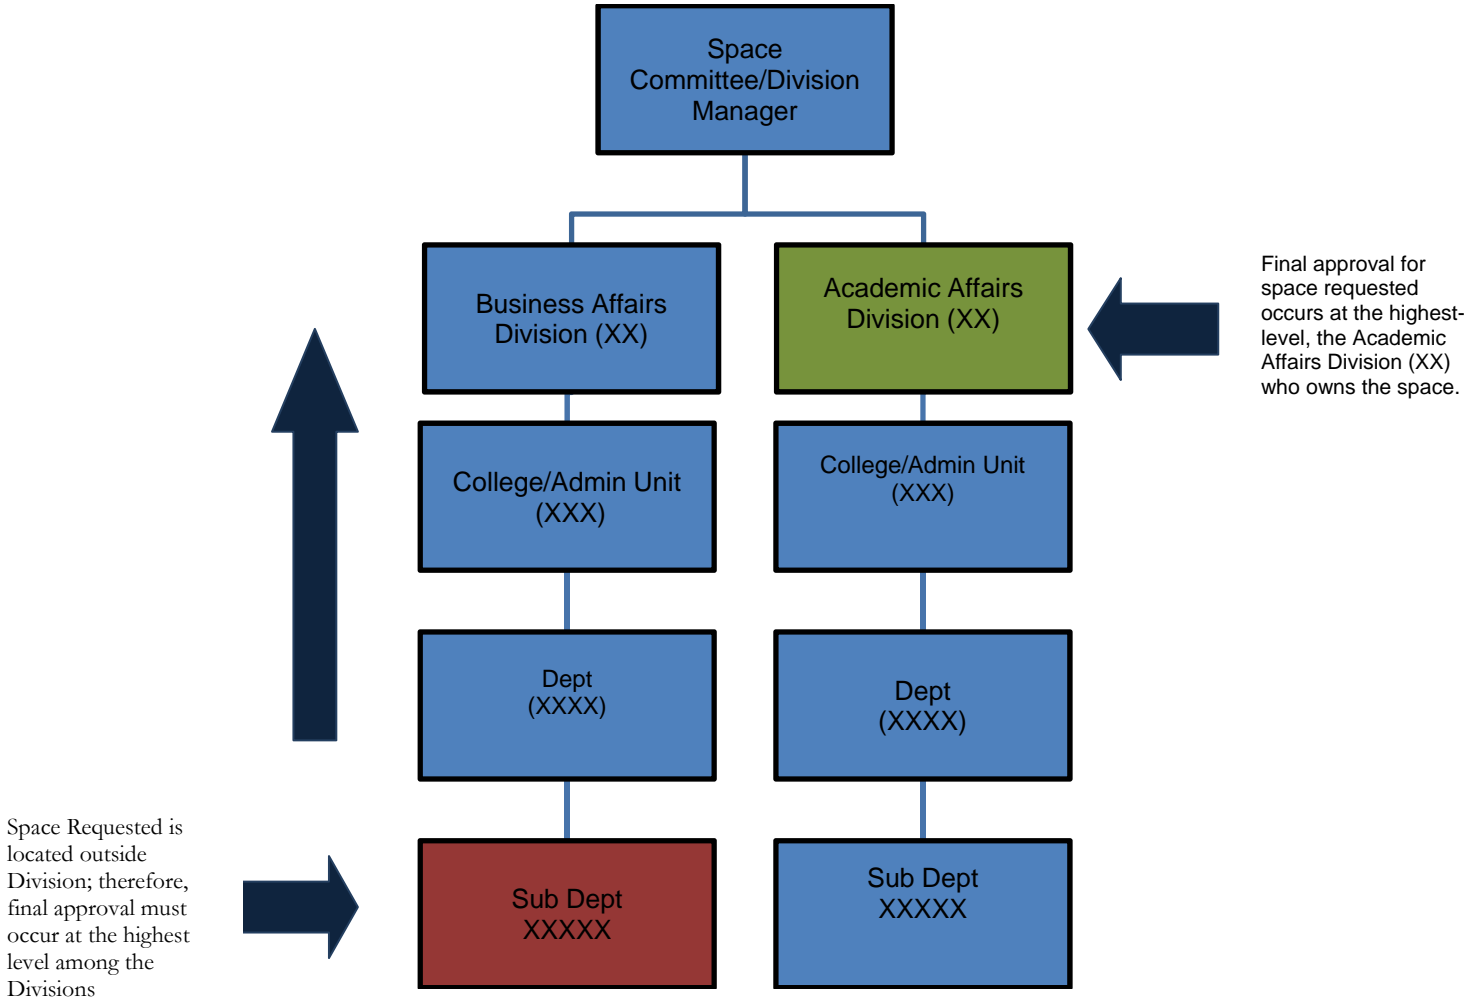 Space
Committee/Division
Manager
Business Affairs
Division (XX)
Academic Affairs
Division (XX)
Final approval for
space requested
occurs at the highest-
level, the Academic
Affairs Division (XX)
who owns the space.
College/Admin Unit
(XXX)
College/Admin Unit
(XXX)
Dept
(XXXX)
Dept
(XXXX)
Space Requested is
located outside
Division; therefore,
final approval must
occur at the highest
level among the
Divisions
Sub Dept
XXXXX
Sub Dept
XXXXX